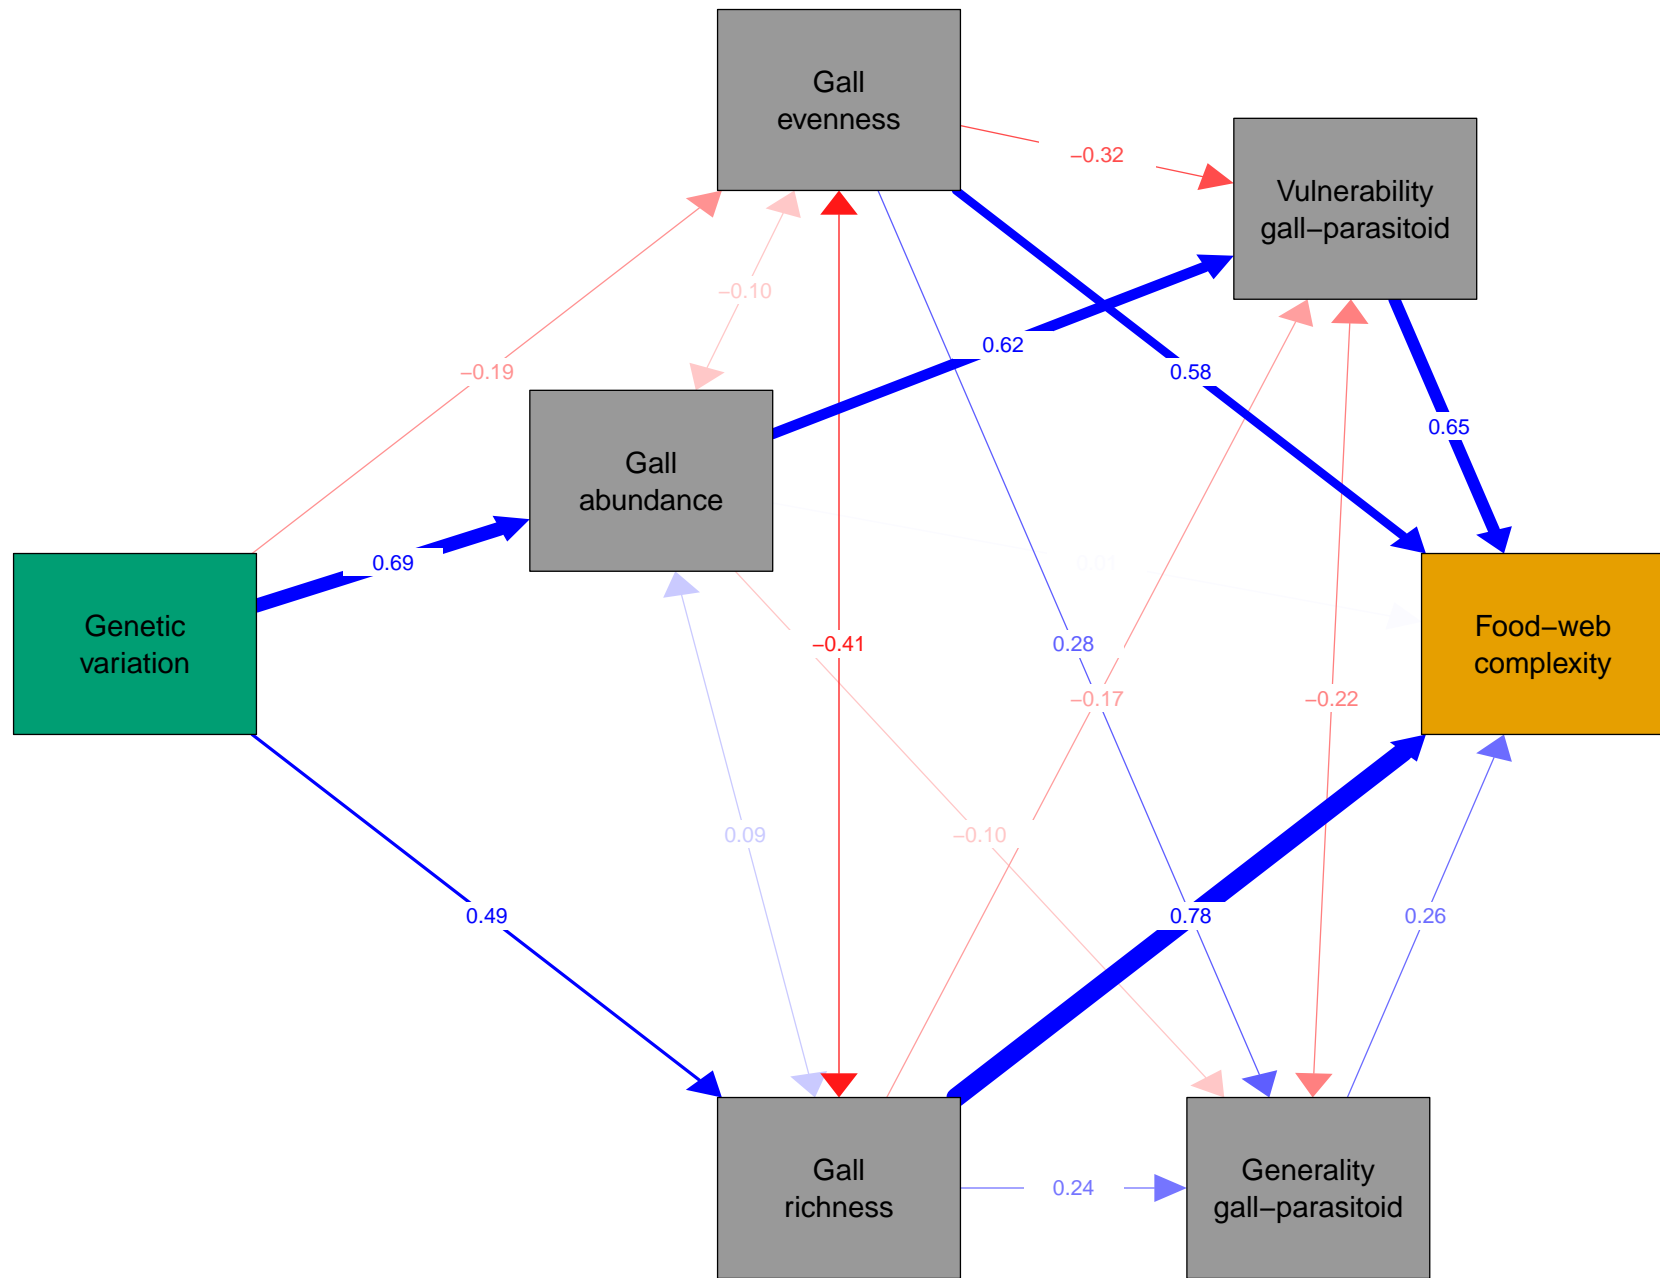 Gall
evenness
−0.32
Vulnerability
gall−parasitoid
−0.10
0.62
−0.19
0.58
0.65
Gall
abundance
0.69
0.01
Genetic
variation
−0.41
0.28
Food−web
complexity
−0.17
−0.22
0.09
−0.10
0.49
0.78
0.26
Gall
richness
0.24
Generality
gall−parasitoid